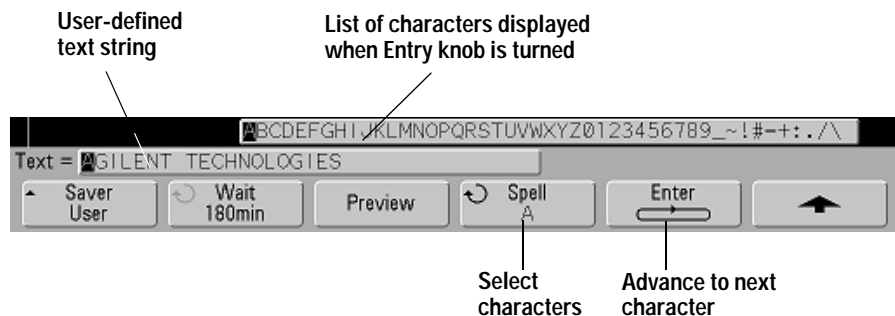 User-defined
text string
List of characters displayed
when Entry knob is turned
ABCDEFGHIJKLMNOPQRSTUVWXYZ0123456789_~!#-+:./\
Text = AGILENT TECHNOLOGIES
Saver
User
Wait
180min
Preview
Spell
A
Enter
Select
characters
Advance to next
character